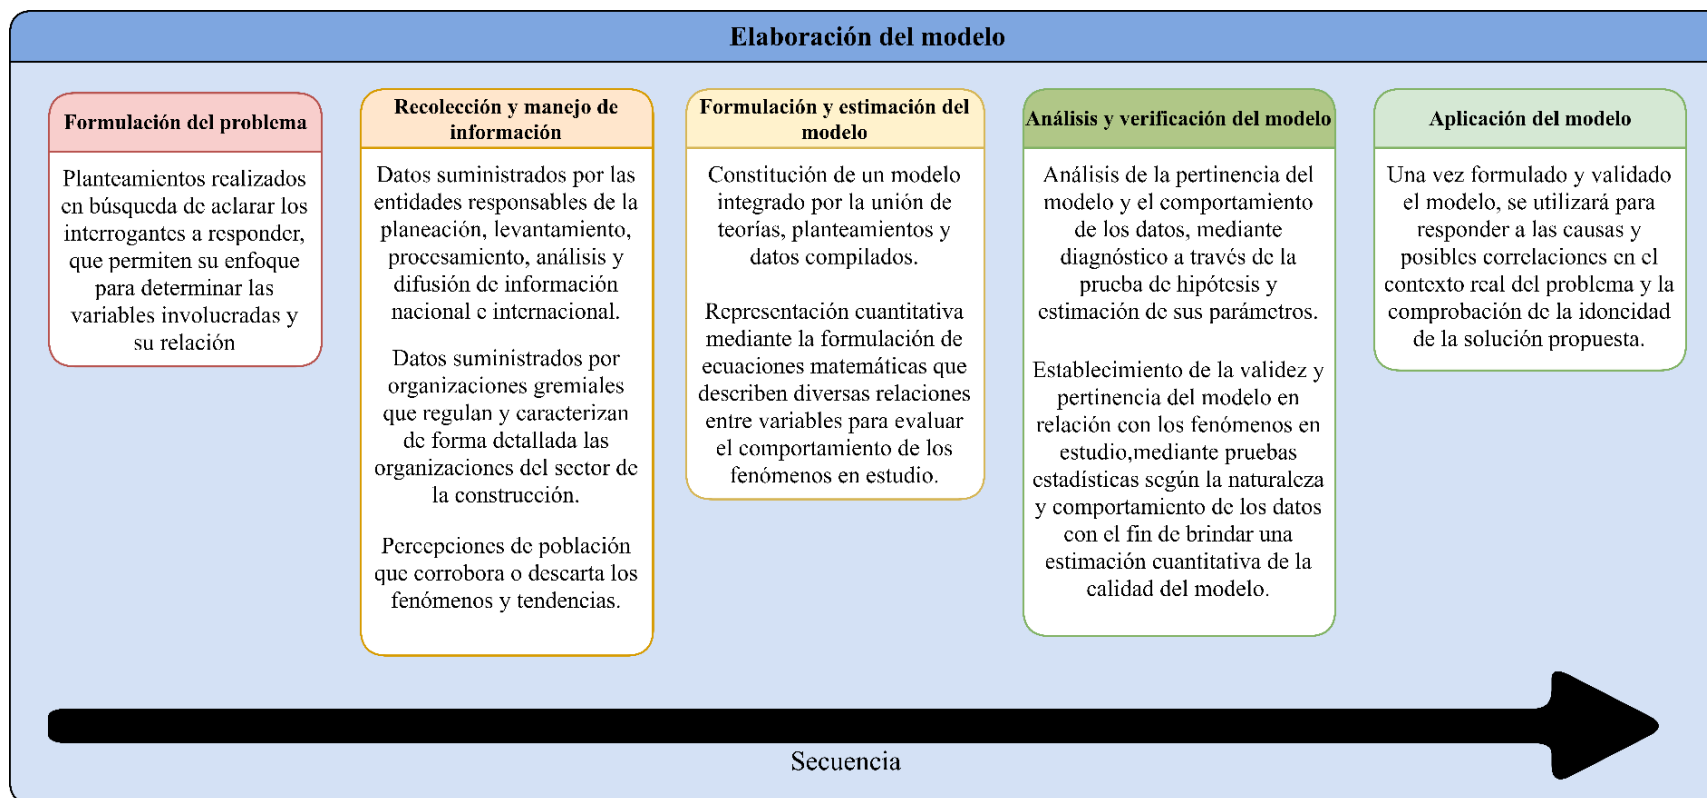 Elaboración del modelo
Formulación del problema
Planteamientos realizados
en búsqueda de aclarar los
interrogantes a responder,
que permiten su enfoque
para determinar las
variables involucradas y
su relación
Recolección y manejo de
información
Datos suministrados por las
entidades responsables de la
planeación, levantamiento,
procesamiento, análisis y
difusión de información
nacional e internacional.
Datos suministrados por
organizaciones gremiales
que regulan y caracterizan
de forma detallada las
organizaciones del sector de
la construcción.
Percepciones de población
que corrobora o descarta los
fenómenos y tendencias.
Formulación y estimación del
modelo
Constitución de un modelo
integrado por la unión de
teorías, planteamientos y
datos compilados.
Representación cuantitativa
mediante la formulación de
ecuaciones matemáticas que
describen diversas relaciones
entre variables para evaluar
el comportamiento de los
fenómenos en estudio.
Análisis y verificación del modelo
Análisis de la pertinencia del
modelo y el comportamiento
de los datos, mediante
diagnóstico a través de la
prueba de hipótesis y
estimación de sus parámetros.
Establecimiento de la validez y
pertinencia del modelo en
relación con los fenómenos en
estudio,mediante pruebas
estadísticas según la naturaleza
y comportamiento de los datos
con el fin de brindar una
estimación cuantitativa de la
calidad del modelo.
Aplicación del modelo
Una vez formulado y validado
el modelo, se utilizará para
responder a las causas y
posibles correlaciones en el
contexto real del problema y la
comprobación de la idoneidad
de la solución propuesta.
Secuencia